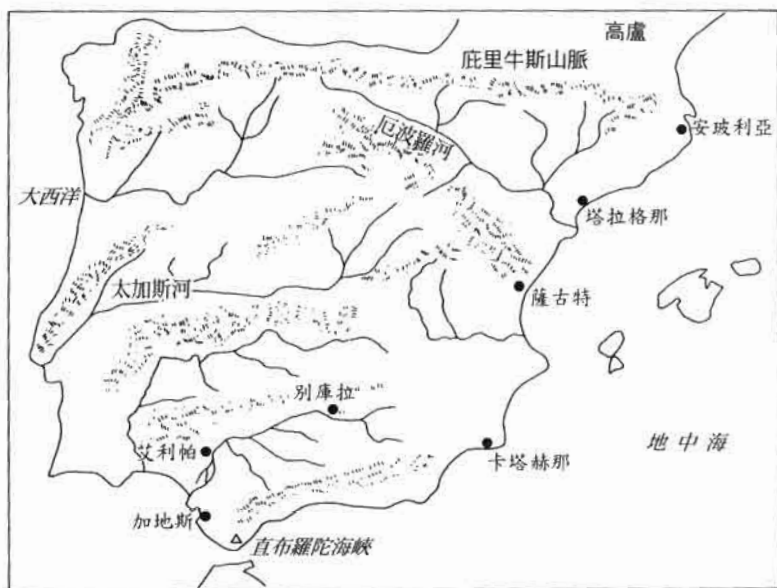 高盧
庇里牛斯山脈
安玻利亞
厄波羅河
大西洋
塔拉格那
太加斯河
薩古特
別庫拉
艾利帕
卡塔赫那
地中海
加地斯
直布羅陀海峽